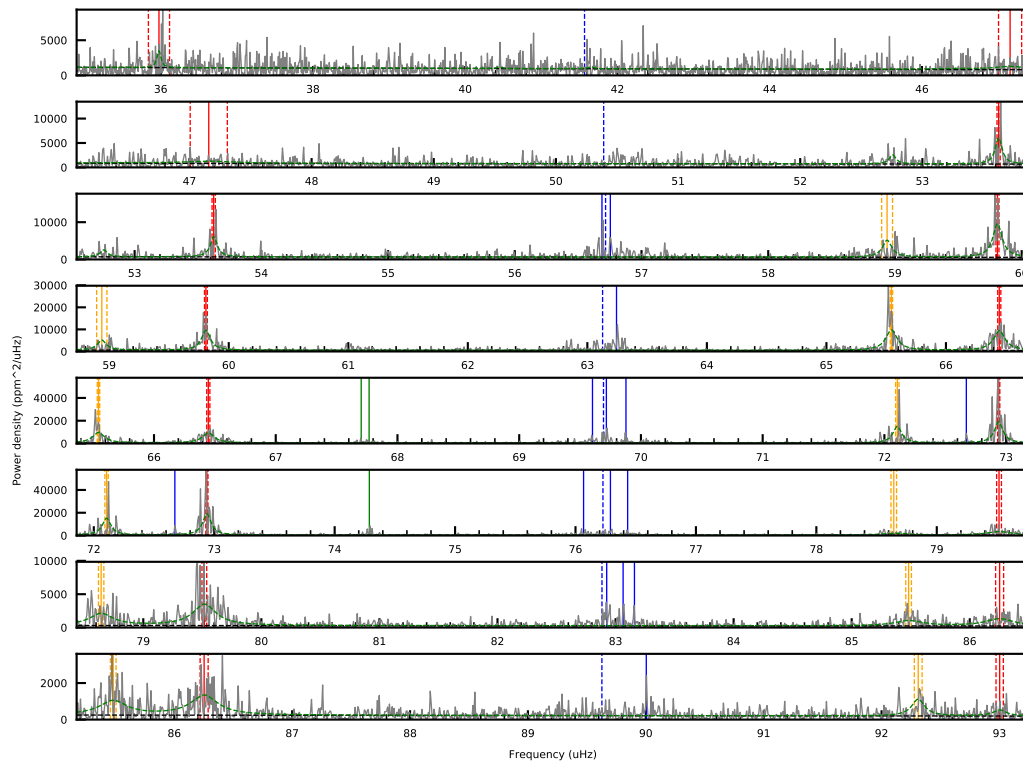 5000
0
36 38 40 42 44 46
10000
5000
0
47 48 49 50 51 52 53
10000
0
53 54 55 56 57 58 59 60
30000
20000
10000
0
59 60 61 62 63 64 65 66
40000
20000
0
66 67 68 69 70 71 72 73
40000
20000
0
72 73 74 75 76 77 78 79
10000
5000
0
79 80 81 82 83 84 85 86
2000
0
86 87 88 89 90 91 92 93
Power density (ppm^2/(uHz)
Frequency (uHz)